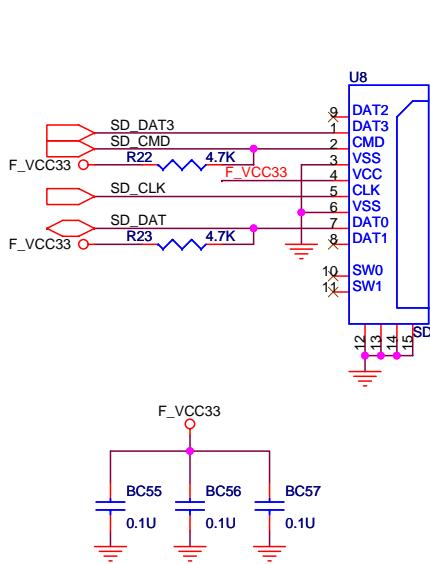 U8
9 DAT2
SD_DAT3 1 DAT3
SD_CMD 2 CMD
F_VCC33 R22 4.7K 3 VSS
F_VCC33 4 VCC
SD_CLK 5 CLK
6 VSS
SD_DAT 7 DAT0
F_VCC33 R23 4.7K 8 DAT1
10 SW0
11 SW1
12 13 14 15 SD
F_VCC33
BC55 BC56 BC57
0.1U 0.1U 0.1U